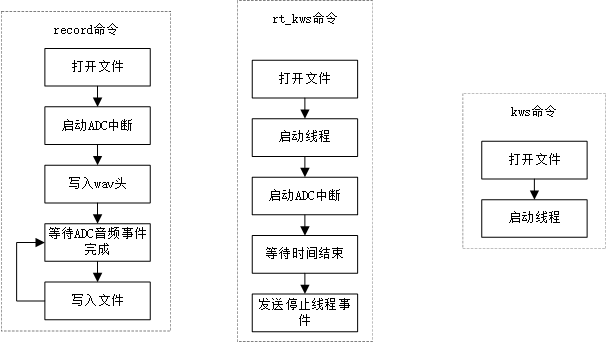 record命令
打开文件
启动ADC中断
写入wav头
等待ADC音频事件
完成
写入文件
rt_kws命令
打开文件
启动线程
启动ADC中断
等待时间结束
发送停止线程事
件
kws命令
打开文件
启动线程